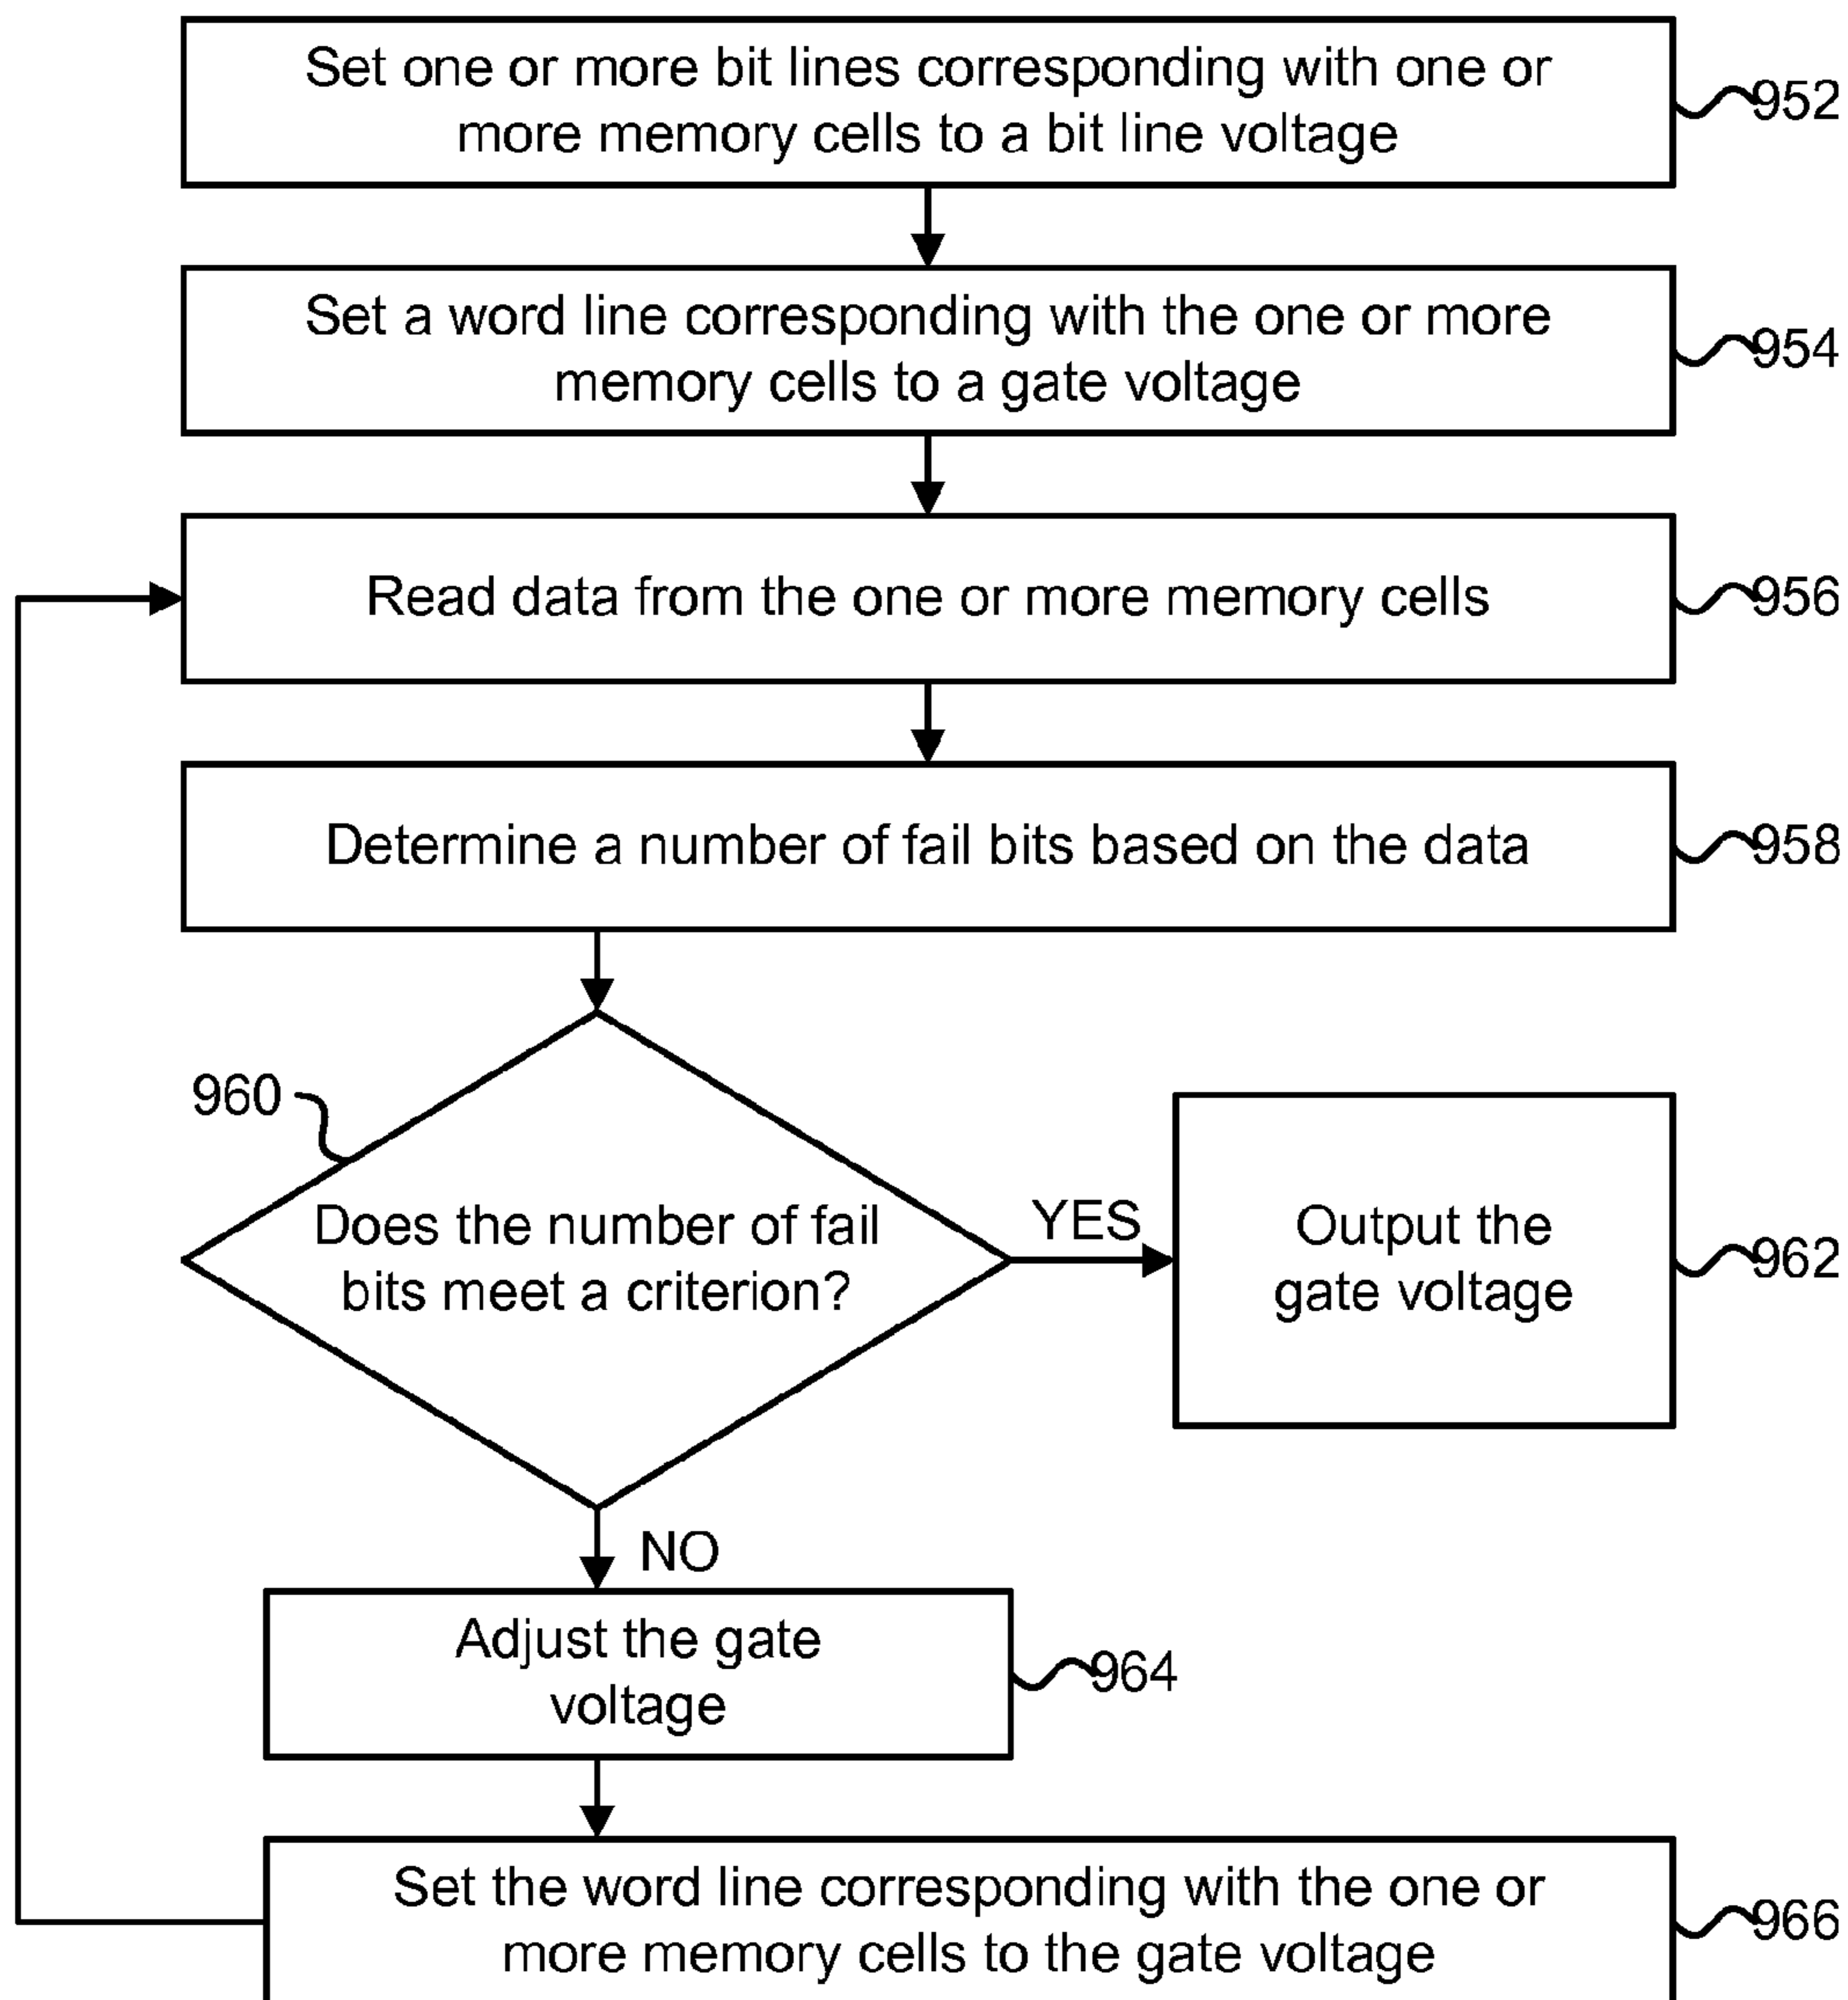 Set one or more bit lines corresponding with one or
more memory cells to a bit line voltage
952
Set a word line corresponding with the one or more
memory cells to a gate voltage
954
Read data from the one or more memory cells
956
Determine a number of fail bits based on the data
958
960
Does the number of fail
bits meet a criterion?
YES
Output the
gate voltage
962
NO
Adjust the gate
voltage
964
Set the word line corresponding with the one or
more memory cells to the gate voltage
966